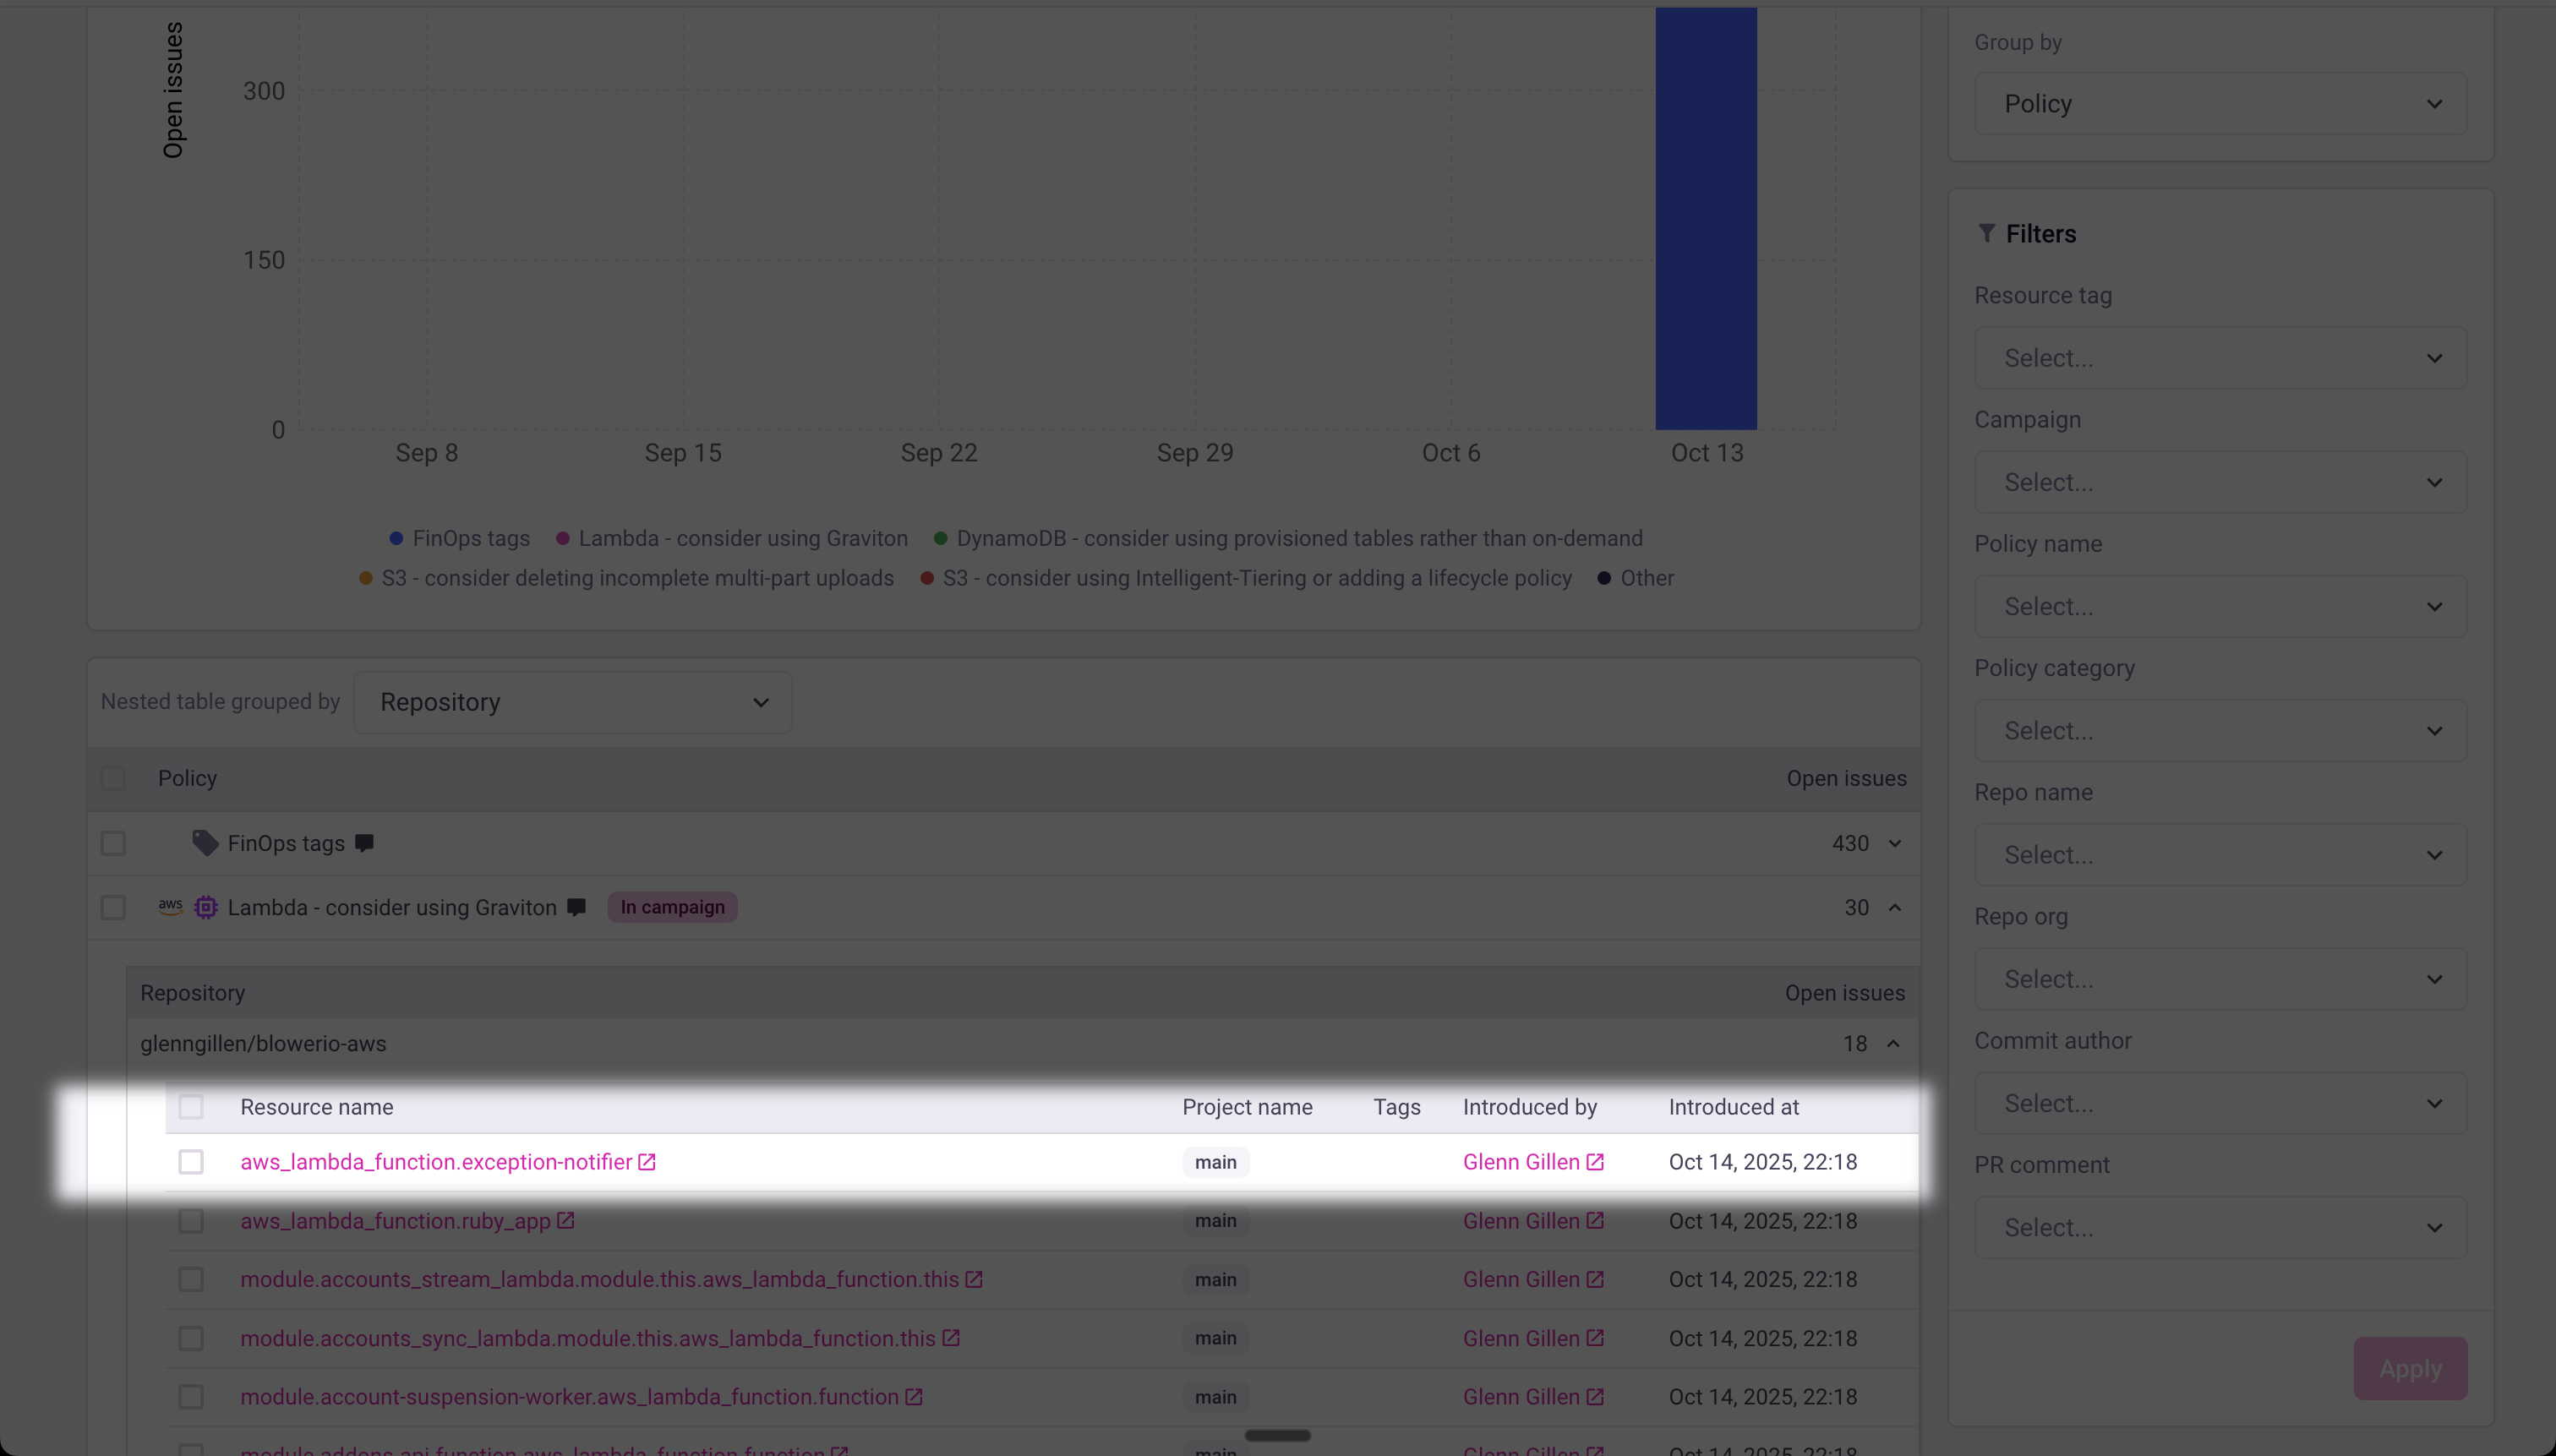 Open issues
300
150
0
Sep 8 Sep 15 Sep 22 Sep 29 Oct 6 Oct 13
FinOps tags Lambda - consider using Graviton DynamoDB - consider using provisioned tables rather than on-demand
S3 - consider deleting incomplete multi-part uploads S3 - consider using Intelligent-Tiering or adding a lifecycle policy Other
Nested table grouped by Repository
Policy Open issues
FinOps tags 430
aws Lambda - consider using Graviton In campaign 30
Repository Open issues
glenngillen/blowerio-aws 18
Resource name Project name Tags Introduced by Introduced at
aws_lambda_function.exception-notifier main Glenn Gillen Oct 14, 2025, 22:18
aws_lambda_function.ruby_app main Glenn Gillen Oct 14, 2025, 22:18
module.accounts_stream_lambda.module.this.aws_lambda_function.this main Glenn Gillen Oct 14, 2025, 22:18
module.accounts_sync_lambda.module.this.aws_lambda_function.this main Glenn Gillen Oct 14, 2025, 22:18
module.account-suspension-worker.aws_lambda_function.function main Glenn Gillen Oct 14, 2025, 22:18
module.addons-api.function.aws_lambda_function.function main Glenn Gillen Oct 14, 2025, 22:18
Group by
Policy
Filters
Resource tag
Select...
Campaign
Select...
Policy name
Select...
Policy category
Select...
Repo name
Select...
Repo org
Select...
Commit author
Select...
PR comment
Select...
Apply